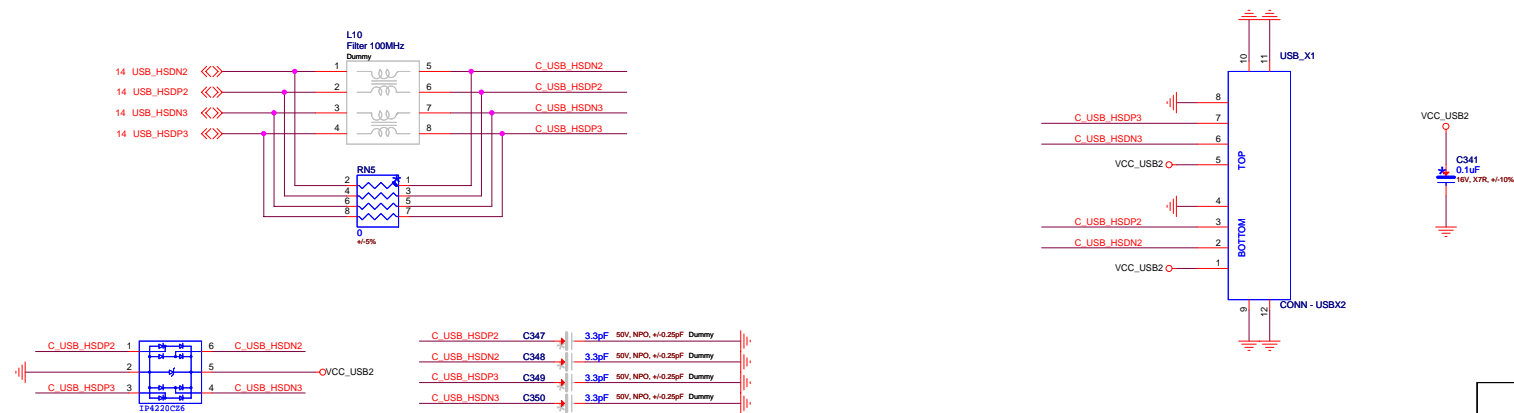 L10
Filter 100MHz
Dummy
14 USB_HSDN2
1
5
C_USB_HSDN2
14 USB_HSDP2
2
6
C_USB_HSDP2
14 USB_HSDN3
3
7
C_USB_HSDN3
14 USB_HSDP3
4
8
C_USB_HSDP3
RN5
2
1
4
3
6
5
8
7
0
+/-5%
10
11
USB_X1
8
C_USB_HSDP3
7
C_USB_HSDN3
6
VCC_USB2
5
TOP
4
C_USB_HSDP2
3
C_USB_HSDN2
2
BOTTOM
VCC_USB2
1
CONN - USBX2
9
12
VCC_USB2
C341
0.1uF
16V, X7R, +/-10%
C_USB_HSDP2
1
6
C_USB_HSDN2
2
5
VCC_USB2
C_USB_HSDP3
3
4
C_USB_HSDN3
IP4220CZ6
C_USB_HSDP2
C347
3.3pF
50V, NPO, +/-0.25pF
Dummy
C_USB_HSDN2
C348
3.3pF
50V, NPO, +/-0.25pF
Dummy
C_USB_HSDP3
C349
3.3pF
50V, NPO, +/-0.25pF
Dummy
C_USB_HSDN3
C350
3.3pF
50V, NPO, +/-0.25pF
Dummy